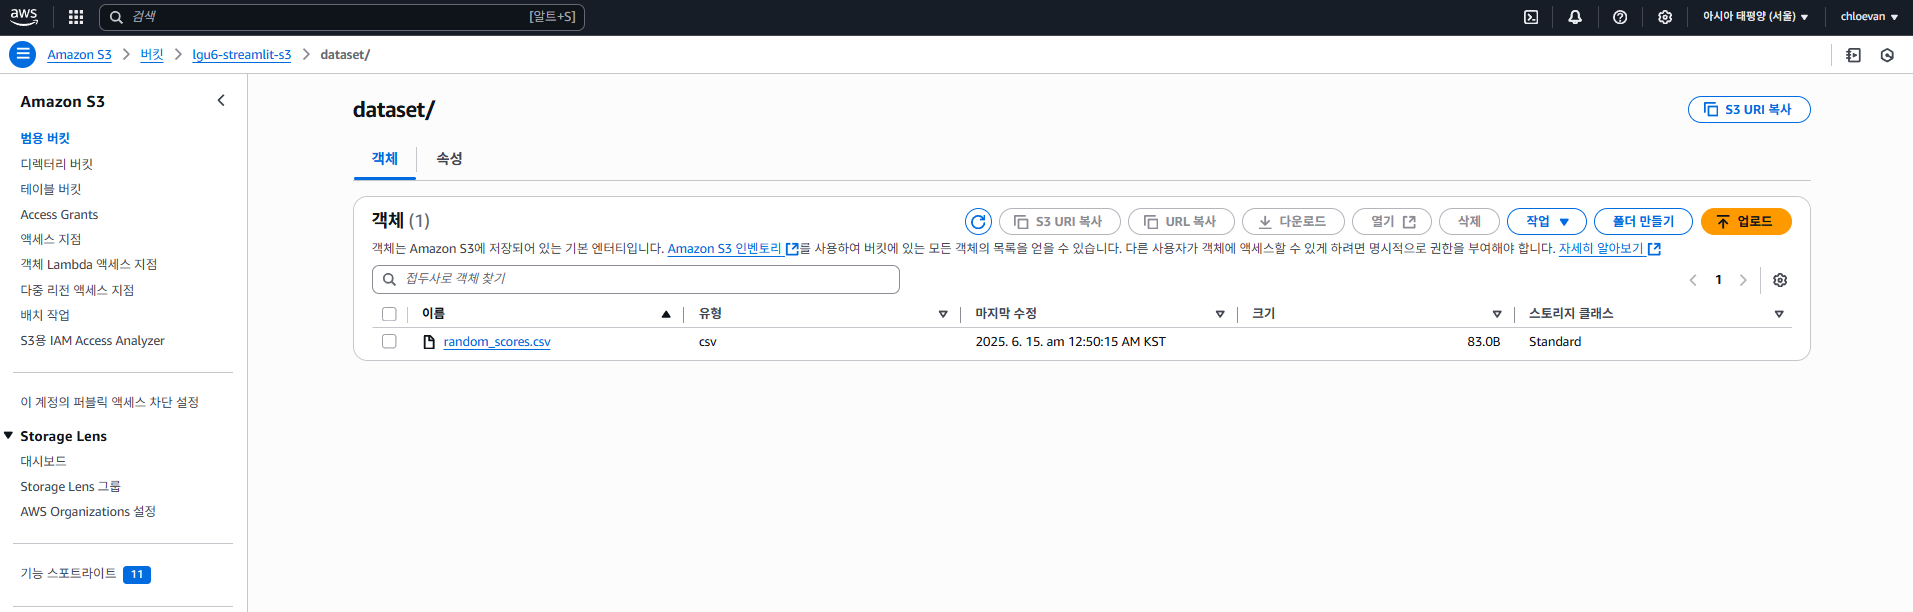 aws
검색 [알트+S] 아시아 태평양 (서울) chloevan
Amazon S3 버킷 lgu6-streamlit-s3 dataset/
Amazon S3
범용 버킷
디렉터리 버킷
테이블 버킷
Access Grants
액세스 지점
객체 Lambda 액세스 지점
다중 리전 액세스 지점
배치 작업
S3용 IAM Access Analyzer
이 계정의 퍼블릭 액세스 차단 설정
Storage Lens
대시보드
Storage Lens 그룹
AWS Organizations 설정
기능 스포트라이트 11
dataset/
S3 URI 복사
객체 속성
객체 (1)
S3 URI 복사 URL 복사 다운로드 열기 삭제 작업 폴더 만들기 업로드
객체는 Amazon S3에 저장되어 있는 기본 엔터티입니다. Amazon S3 인벤토리를 사용하여 버킷에 있는 모든 객체의 목록을 얻을 수 있습니다. 다른 사용자가 객체에 액세스할 수 있게 하려면 명시적으로 권한을 부여해야 합니다. 자세히 알아보기
접두사로 객체 찾기
1
이름 유형 마지막 수정 크기 스토리지 클래스
random_scores.csv csv 2025. 6. 15. am 12:50:15 AM KST 83.0B Standard